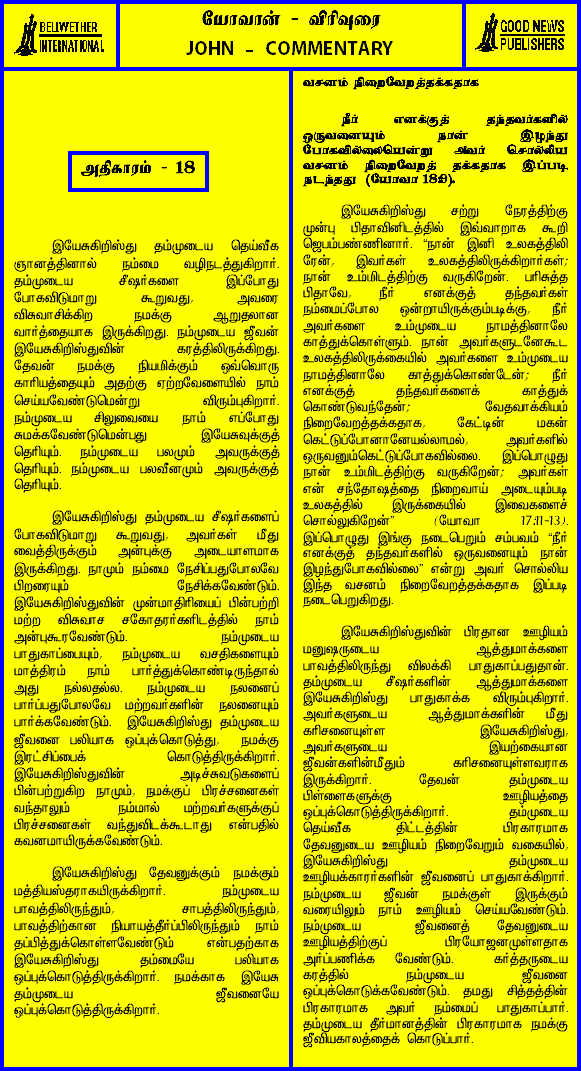 BELIWETHER
INTERNATIONAL
யோவான் - விரிவுரை
JOHN - COMMENTARY
GOOD NEWS
PUBLISHERS
அதிகாரம் - 18
இயேசுகிறிஸ்து தம்முடைய தெய்வீக
ஞானத்தினால் நம்மை வழிநடத்துகிறார்.
தம்முடைய சீஷர்களை இப்போது
போகவிடுமாறு கூறுவது, அவரை
விசுவாசிக்கிற நமக்கு ஆறுதலான
வார்த்தையாக இருக்கிறது. நம்முடைய ஜீவன்
இயேசுகிறிஸ்துவின் கரத்திலிருக்கிறது.
தேவன் நமக்கு நியமிக்கும் ஒவ்வொரு
காரியத்தையும் அதற்கு ஏற்றவேளையில் நாம்
செய்யவேண்டுமென்று விரும்புகிறார்.
நம்முடைய சிலுவையை நாம் எப்போது
சுமக்கவேண்டுமென்பது இயேசுவுக்குத்
தெரியும். நம்முடைய பலமும் அவருக்குத்
தெரியும். நம்முடைய பலவீனமும் அவருக்குத்
தெரியும்.
இயேசுகிறிஸ்து தம்முடைய சீஷர்களைப்
போகவிடுமாறு கூறுவது, அவர்கள் மீது
வைத்திருக்கும் அன்புக்கு அடையாளமாக
இருக்கிறது. நாமும் நம்மை நேசிப்பதுபோலவே
பிறரையும் நேசிக்கவேண்டும்.
இயேசுகிறிஸ்துவின் முன்மாதிரியைப் பின்பற்றி
மற்ற விசுவாச சகோதரர்களிடத்தில் நாம்
அன்புகூரவேண்டும். நம்முடைய
பாதுகாப்பையும், நம்முடைய வசதிகளையும்
மாத்திரம் நாம் பார்த்துக்கொண்டிருந்தால்
அது நல்லதல்ல. நம்முடைய நலனைப்
பார்ப்பதுபோலவே மற்றவர்களின் நலனையும்
பார்க்கவேண்டும். இயேசுகிறிஸ்து தம்முடைய
ஜீவனை பலியாக ஒப்புக்கொடுத்து, நமக்கு
இரட்சிப்பைக் கொடுத்திருக்கிறார்.
இயேசுகிறிஸ்துவின் அடிச்சுவடுகளைப்
பின்பற்றுகிற நாமும், நமக்குப் பிரச்சனைகள்
வந்தாலும் நம்மால் மற்றவர்களுக்குப்
பிரச்சனைகள் வந்துவிடக்கூடாது என்பதில்
கவனமாயிருக்கவேண்டும்.
இயேசுகிறிஸ்து தேவனுக்கும் நமக்கும்
மத்தியஸ்தராகயிருக்கிறார். நம்முடைய
பாவத்திலிருந்தும், சாபத்திலிருந்தும்,
பாவத்திற்கான நியாயத்தீர்ப்பிலிருந்தும் நாம்
தப்பித்துக்கொள்ளவேண்டும் என்பதற்காக
இயேசுகிறிஸ்து தம்மையே பலியாக
ஒப்புக்கொடுத்திருக்கிறார். நமக்காக இயேசு
தம்முடைய ஜீவனையே
ஒப்புக்கொடுத்திருக்கிறார்.
வசனம் நிறைவேறத்தக்கதாக
நீர் எனக்குத் தந்தவர்களில்
ஒருவனையும் நான் இழந்து
போகவில்லையென்று அவர் சொல்லிய
வசனம் நிறைவேறத் தக்கதாக இப்படி
நடந்தது (யோவா 18:9).
இயேசுகிறிஸ்து சற்று நேரத்திற்கு
முன்பு பிதாவினிடத்தில் இவ்வாறாக கூறி
ஜெபம்பண்ணினார். “நான் இனி உலகத்திலி
ரேன், இவர்கள் உலகத்திலிருக்கிறார்கள்;
நான் உம்மிடத்திற்கு வருகிறேன். பரிசுத்த
பிதாவே, நீர் எனக்குத் தந்தவர்கள்
நம்மைப்போல ஒன்றாயிருக்கும்படிக்கு, நீர்
அவர்களை உம்முடைய நாமத்தினாலே
காத்துக்கொள்ளும். நான் அவர்களுடனேகூட
உலகத்திலிருக்கையில் அவர்களை உம்முடைய
நாமத்தினாலே காத்துக்கொண்டேன்; நீர்
எனக்குத் தந்தவர்களைக் காத்துக்
கொண்டுவந்தேன்; வேதவாக்கியம்
நிறைவேறத்தக்கதாக, கேட்டின் மகன்
கெட்டுப்போனானேயல்லாமல், அவர்களில்
ஒருவனும்கெட்டுப்போகவில்லை. இப்பொழுது
நான் உம்மிடத்திற்கு வருகிறேன்; அவர்கள்
என் சந்தோஷத்தை நிறைவாய் அடையும்படி
உலகத்தில் இருக்கையில் இவைகளைச்
சொல்லுகிறேன்” (யோவா 17:11-13).
இப்பொழுது இங்கு நடைபெறும் சம்பவம் “நீர்
எனக்குத் தந்தவர்களில் ஒருவனையும் நான்
இழந்துபோகவில்லை” என்று அவர் சொல்லிய
இந்த வசனம் நிறைவேறத்தக்கதாக இப்படி
நடைபெறுகிறது.
இயேசுகிறிஸ்துவின் பிரதான ஊழியம்
மனுஷருடைய ஆத்துமாக்களை
பாவத்திலிருந்து விலக்கி பாதுகாப்பதுதான்.
தம்முடைய சீஷர்களின் ஆத்துமாக்களை
இயேசுகிறிஸ்து பாதுகாக்க விரும்புகிறார்.
அவர்களுடைய ஆத்துமாக்களின் மீது
கரிசனையுள்ள இயேசுகிறிஸ்து,
அவர்களுடைய இயற்கையான
ஜீவன்களின்மீதும் கரிசனையுள்ளவராக
இருக்கிறார். தேவன் தம்முடைய
பிள்ளைகளுக்கு ஊழியத்தை
ஒப்புக்கொடுத்திருக்கிறார். தம்முடைய
தெய்வீக திட்டத்தின் பிரகாரமாக
தேவனுடைய ஊழியம் நிறைவேறும் வகையில்,
இயேசுகிறிஸ்து தம்முடைய
ஊழியக்காரர்களின் ஜீவனைப் பாதுகாக்கிறார்.
நம்முடைய ஜீவன் நமக்குள் இருக்கும்
வரையிலும் நாம் ஊழியம் செய்யவேண்டும்.
நம்முடைய ஜீவனைத் தேவனுடைய
ஊழியத்திற்குப் பிரயோஜனமுள்ளதாக
அர்ப்பணிக்க வேண்டும். கர்த்தருடைய
கரத்தில் நம்முடைய ஜீவனை
ஒப்புக்கொடுக்கவேண்டும். தமது சித்தத்தின்
பிரகாரமாக அவர் நம்மைப் பாதுகாப்பார்.
தம்முடைய தீர்மானத்தின் பிரகாரமாக நமக்கு
ஜீவியகாலத்தைக் கொடுப்பார்.